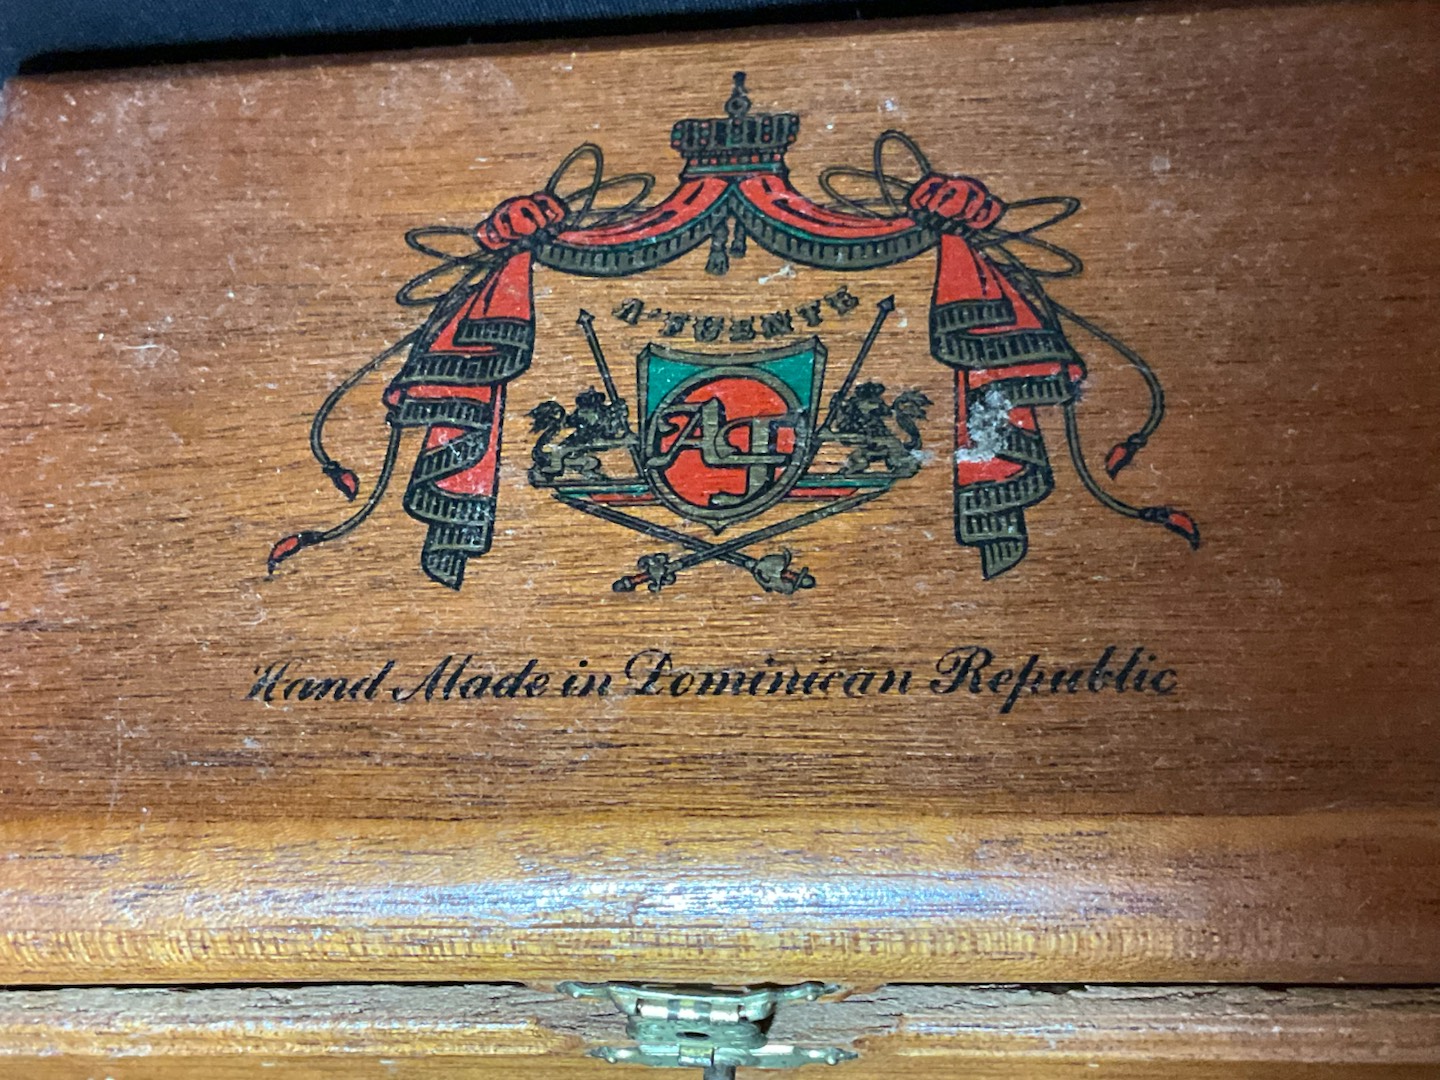 A·FUENTE
AF
Hand Made in Dominican Republic